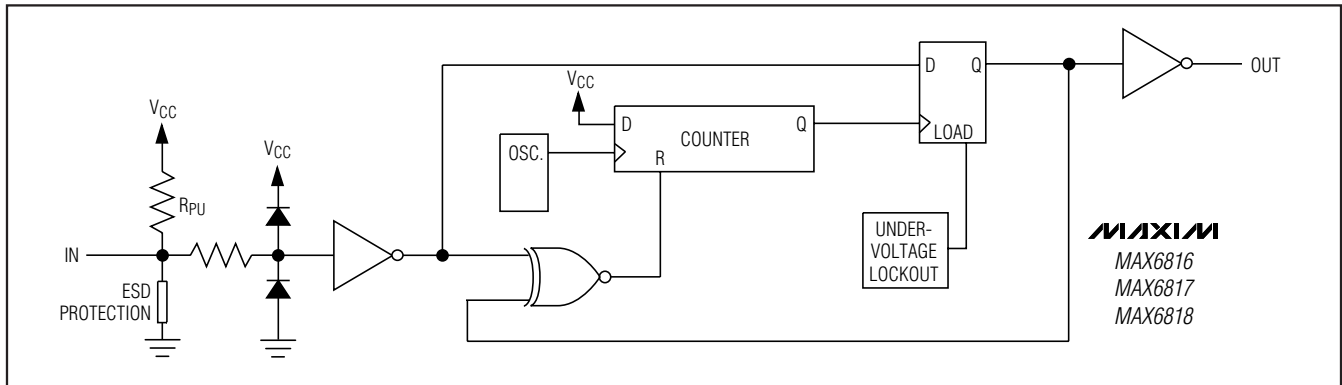 VCC
RPU
IN
ESD
PROTECTION
VCC
VCC
D
Q
COUNTER
R
OSC.
D
Q
LOAD
UNDER-
VOLTAGE
LOCKOUT
OUT
MAXIM
MAX6816
MAX6817
MAX6818